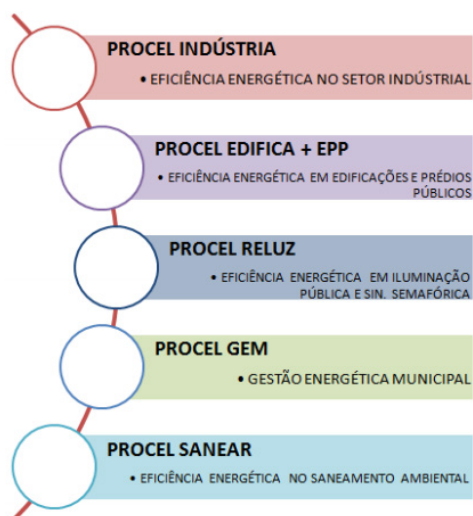 PROCEL INDÚSTRIA
• EFICIÊNCIA ENERGÉTICA NO SETOR INDÚSTRIAL
PROCEL EDIFICA + EPP
• EFICIÊNCIA ENERGÉTICA EM EDIFICAÇÕES E PRÉDIOS
PÚBLICOS
PROCEL RELUZ
• EFICIÊNCIA ENERGÉTICA EM ILUMINAÇÃO
PÚBLICA E SIN. SEMAFÓRICA
PROCEL GEM
• GESTÃO ENERGÉTICA MUNICIPAL
PROCEL SANEAR
• EFICIÊNCIA ENERGÉTICA NO SANEAMENTO AMBIENTAL